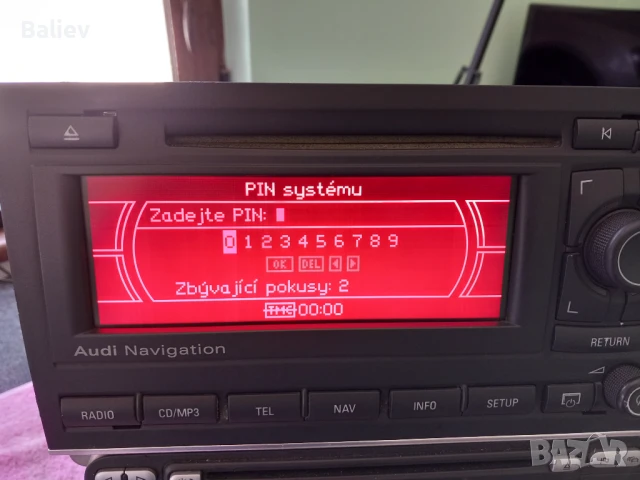 Baliev
PIN systému
Zadejte PIN:
0 1 2 3 4 5 6 7 8 9
OK DEL
Zbývající pokusy: 2
TMC 00:00
Audi Navigation
RETURN
RADIO CD/MP3 TEL NAV INFO SETUP
BAZAR